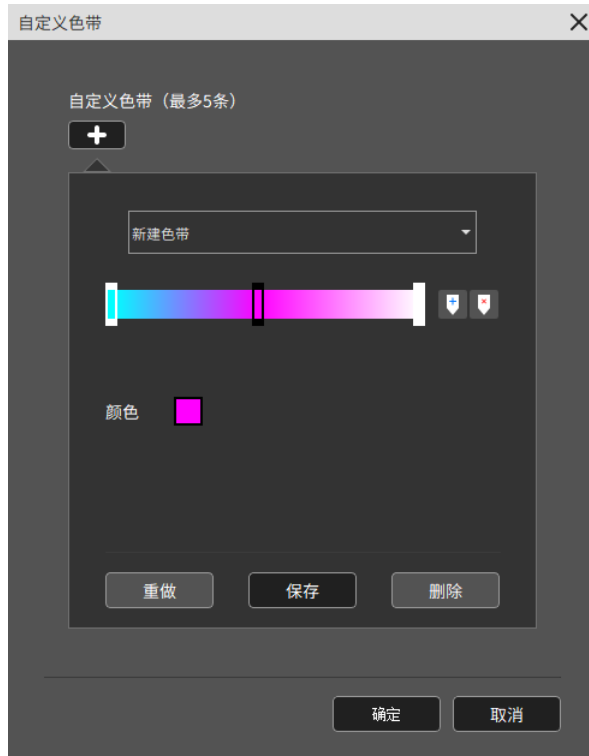 自定义色带
自定义色带（最多5条）
新建色带
颜色
重做 保存 删除
确定 取消